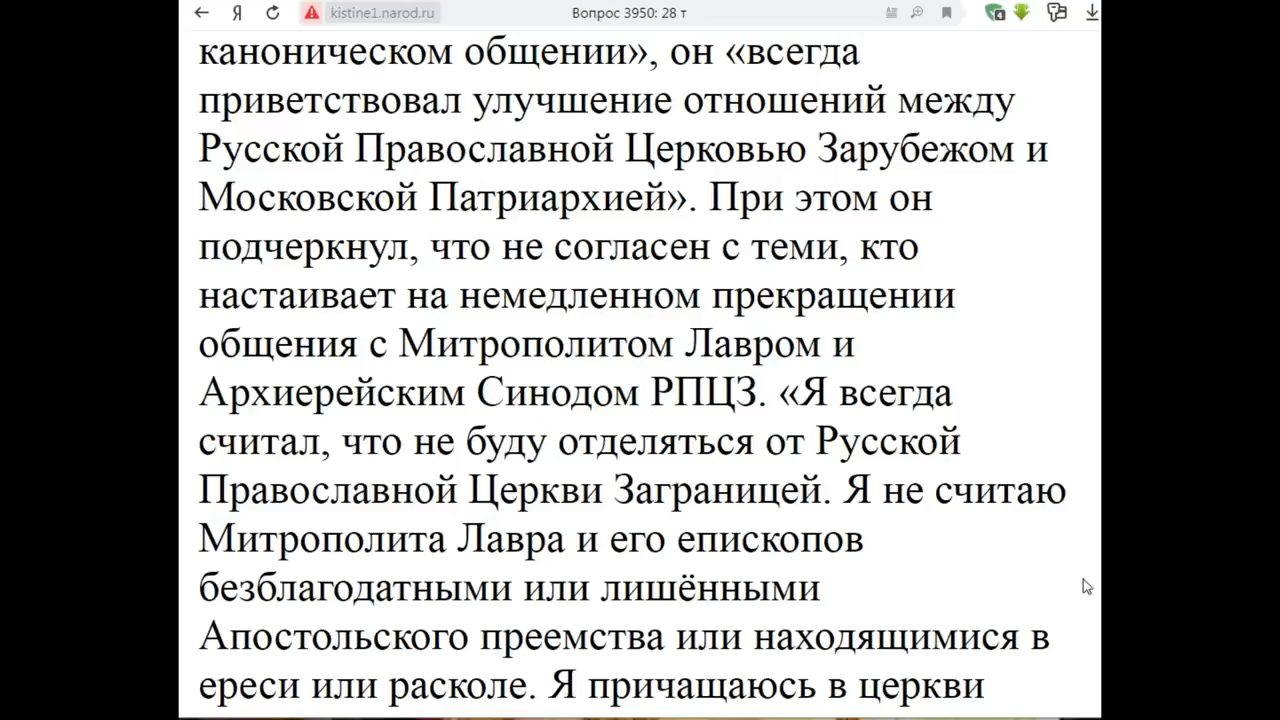 Я
kistine1.narod.ru
Вопрос 3950: 28 т
4
каноническом общении», он «всегда
приветствовал улучшение отношений между
Русской Православной Церковью Зарубежом и
Московской Патриархией». При этом он
подчеркнул, что не согласен с теми, кто
настаивает на немедленном прекращении
общения с Митрополитом Лавром и
Архиерейским Синодом РПЦЗ. «Я всегда
считал, что не буду отделяться от Русской
Православной Церкви Заграницей. Я не считаю
Митрополита Лавра и его епископов
безблагодатными или лишёнными
Апостольского преемства или находящимися в
ереси или расколе. Я причащаюсь в церкви